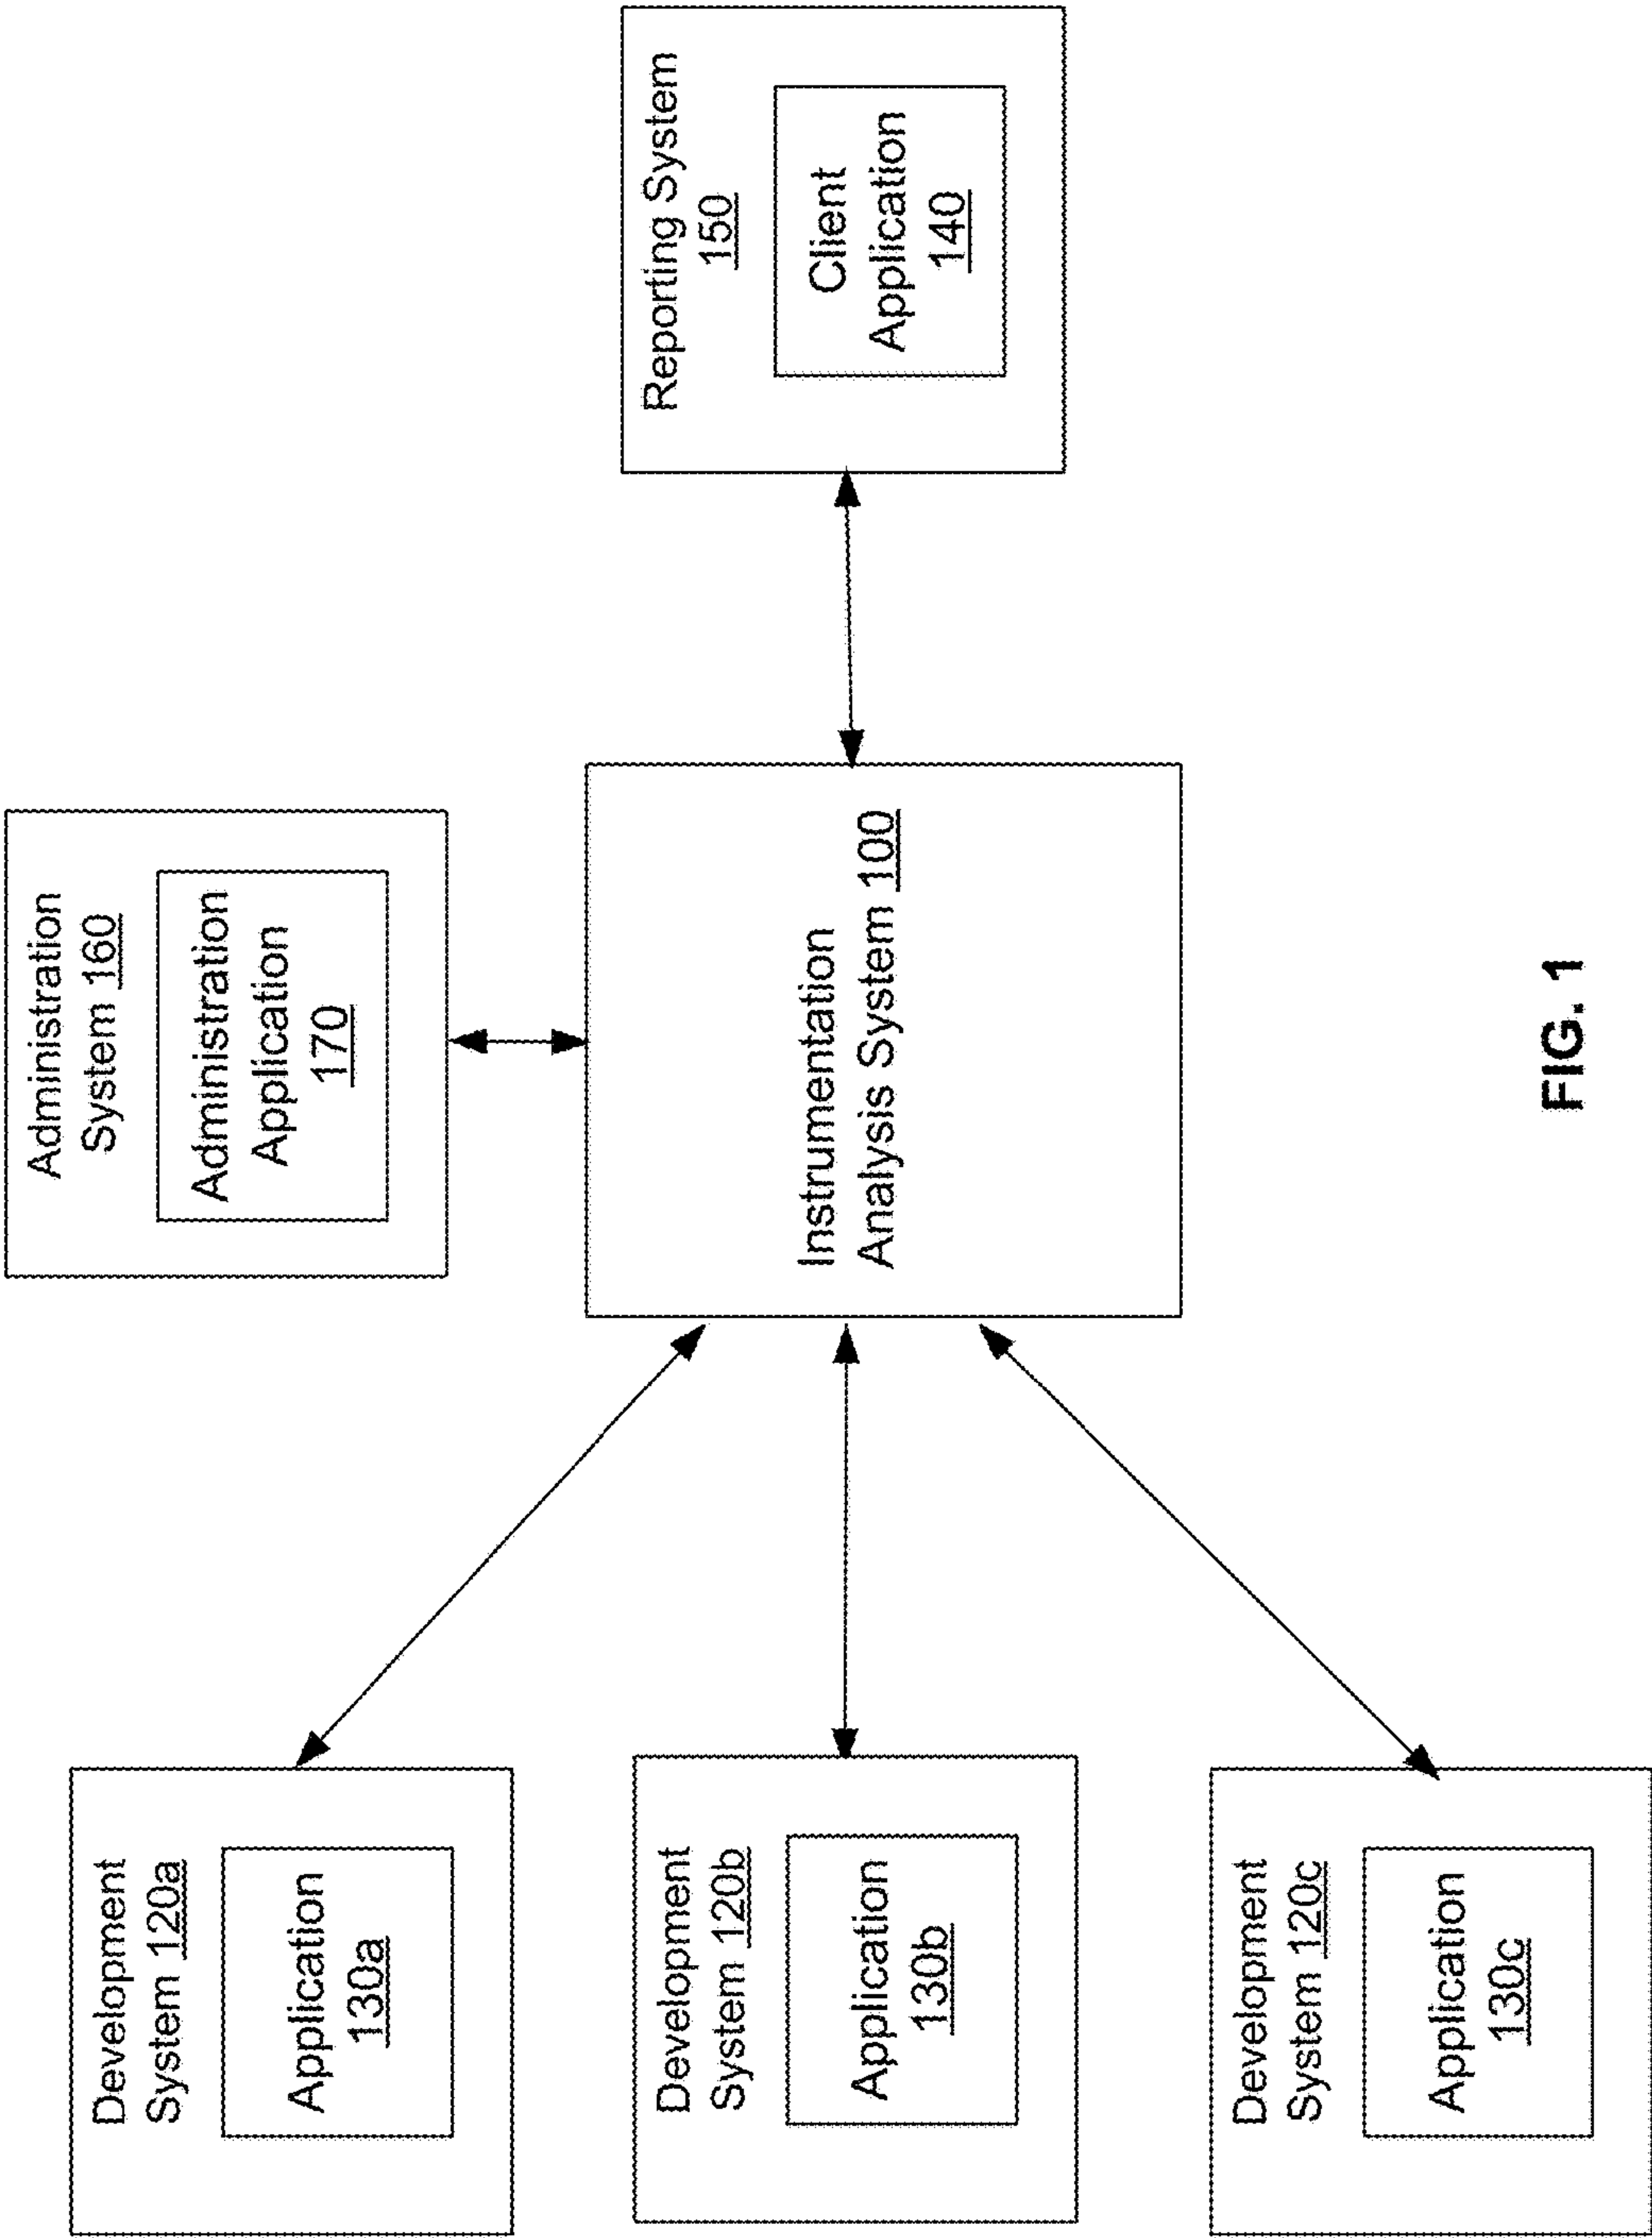 Administration
System 160
Administration
Application
170
Development
System 120a
Application
130a
Development
System 120b
Application
130b
Development
System 120c
Application
130c
Instrumentation
Analysis System 100
Reporting System
150
Client
Application
140
FIG. 1